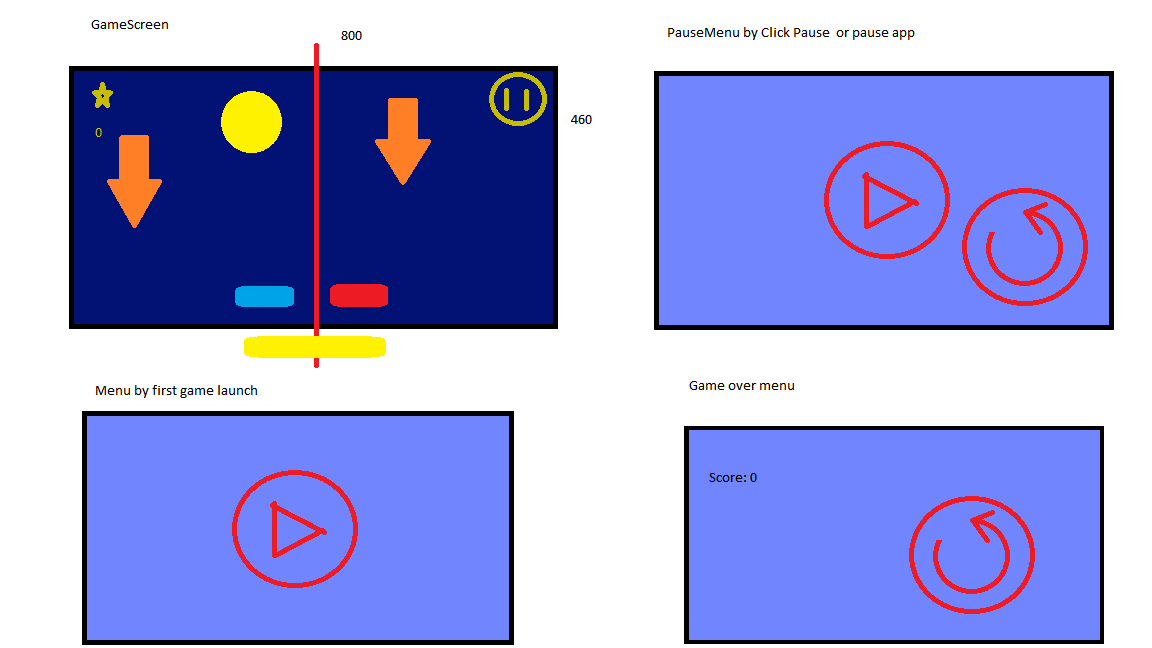 GameScreen
800
PauseMenu by Click Pause or pause app
0
460
Menu by first game launch
Game over menu
Score: 0